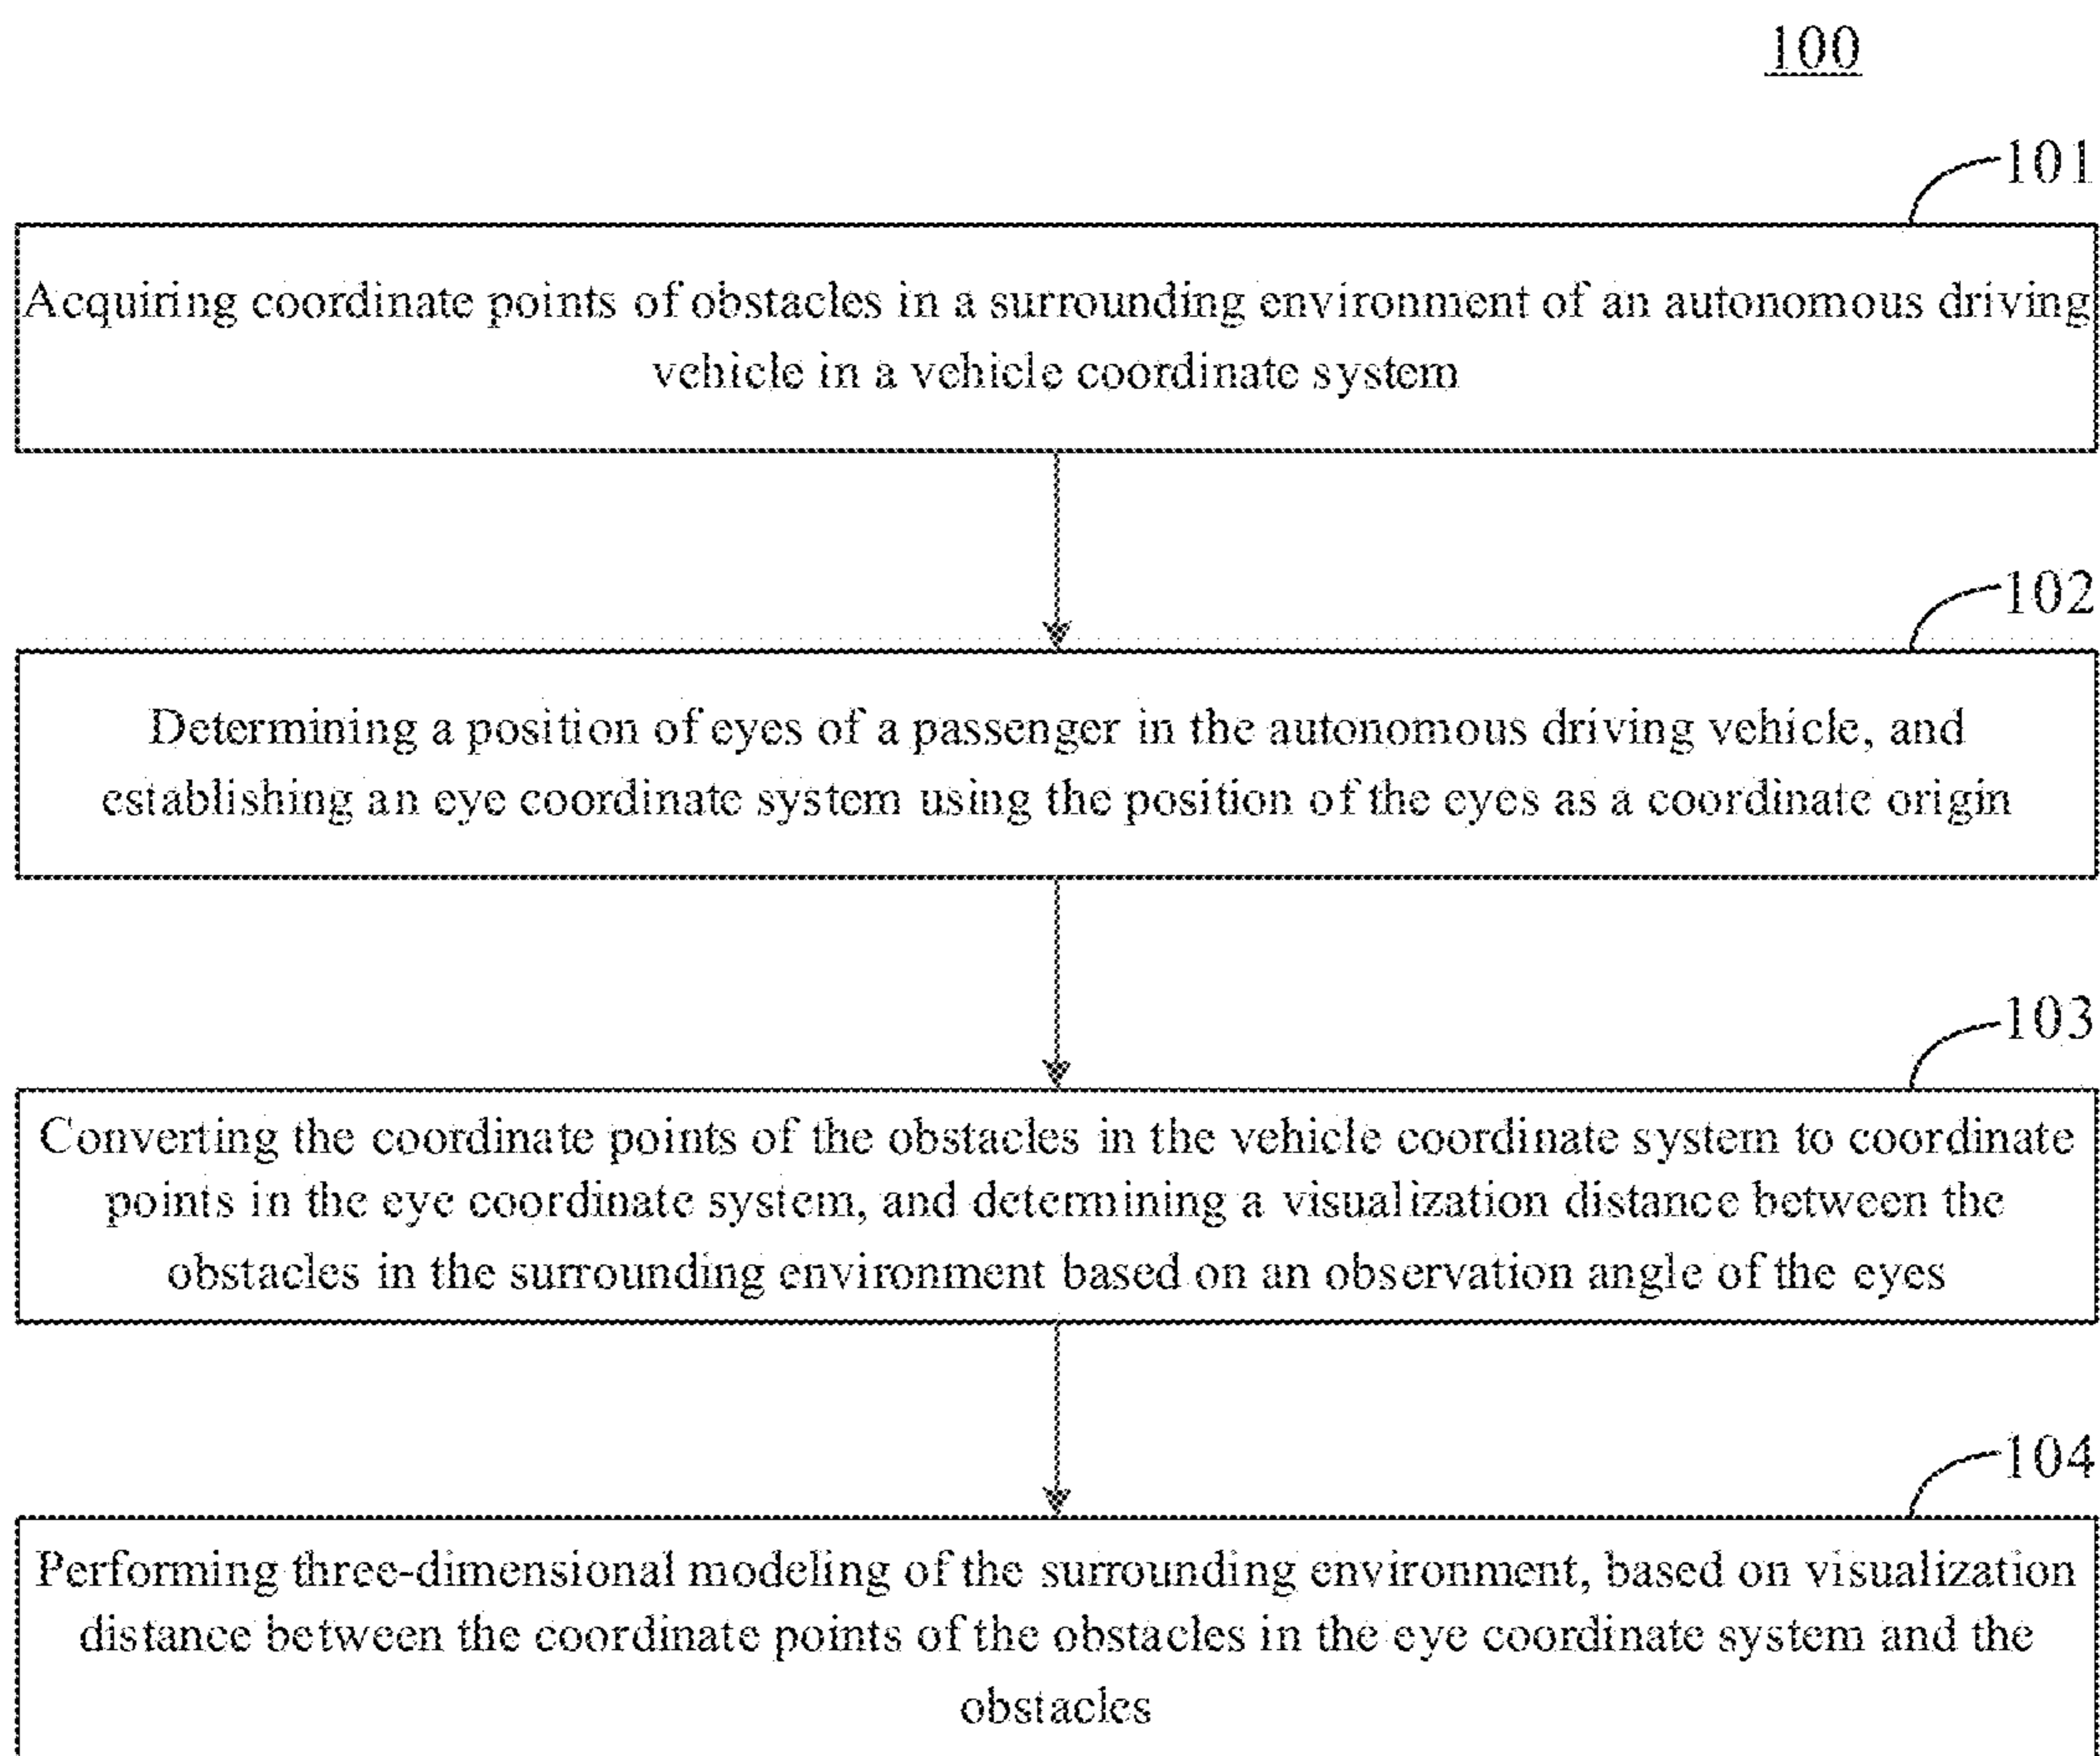 100
101
Acquiring coordinate points of obstacles in a surrounding environment of an autonomous driving
vehicle in a vehicle coordinate system
102
Determining a position of eyes of a passenger in the autonomous driving vehicle, and
establishing an eye coordinate system using the position of the eyes as a coordinate origin
103
Converting the coordinate points of the obstacles in the vehicle coordinate system to coordinate
points in the eye coordinate system, and determining a visualization distance between the
obstacles in the surrounding environment based on an observation angle of the eyes
104
Performing three-dimensional modeling of the surrounding environment, based on visualization
distance between the coordinate points of the obstacles in the eye coordinate system and the
obstacles